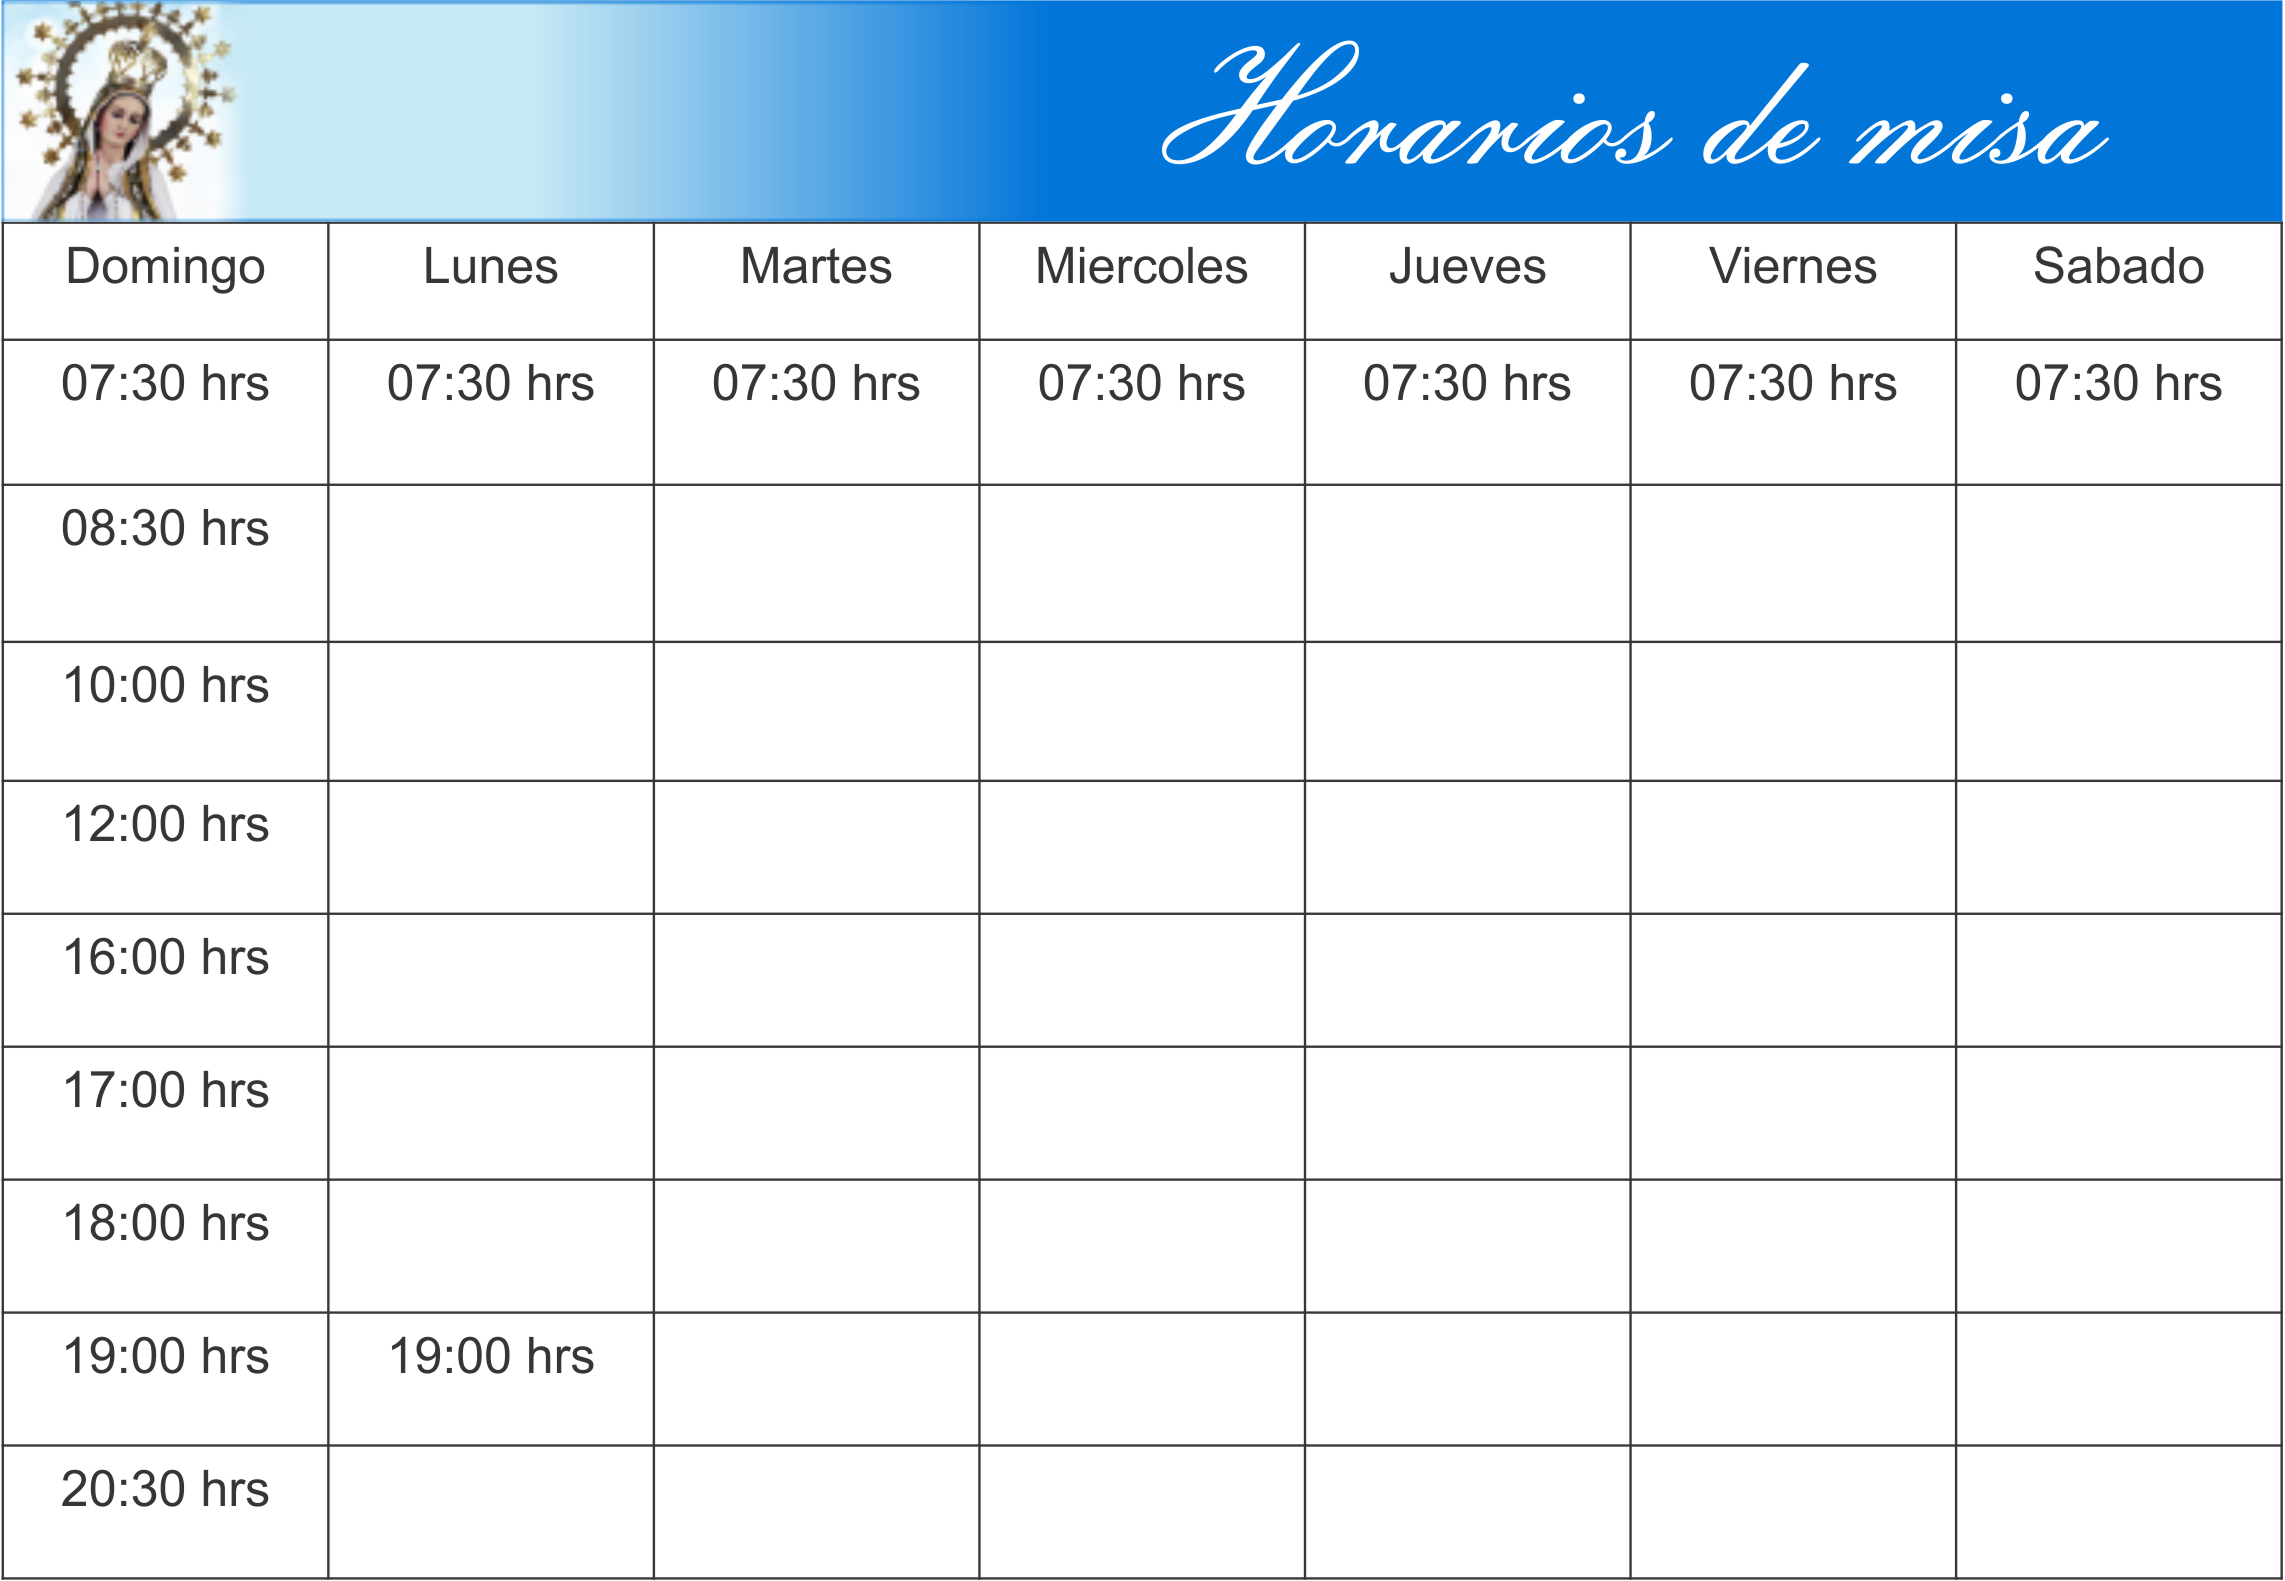 Horarios de misa
Domingo Lunes Martes Miercoles Jueves Viernes Sabado
07:30 hrs 07:30 hrs 07:30 hrs 07:30 hrs 07:30 hrs 07:30 hrs 07:30 hrs
08:30 hrs
10:00 hrs
12:00 hrs
16:00 hrs
17:00 hrs
18:00 hrs
19:00 hrs 19:00 hrs
20:30 hrs